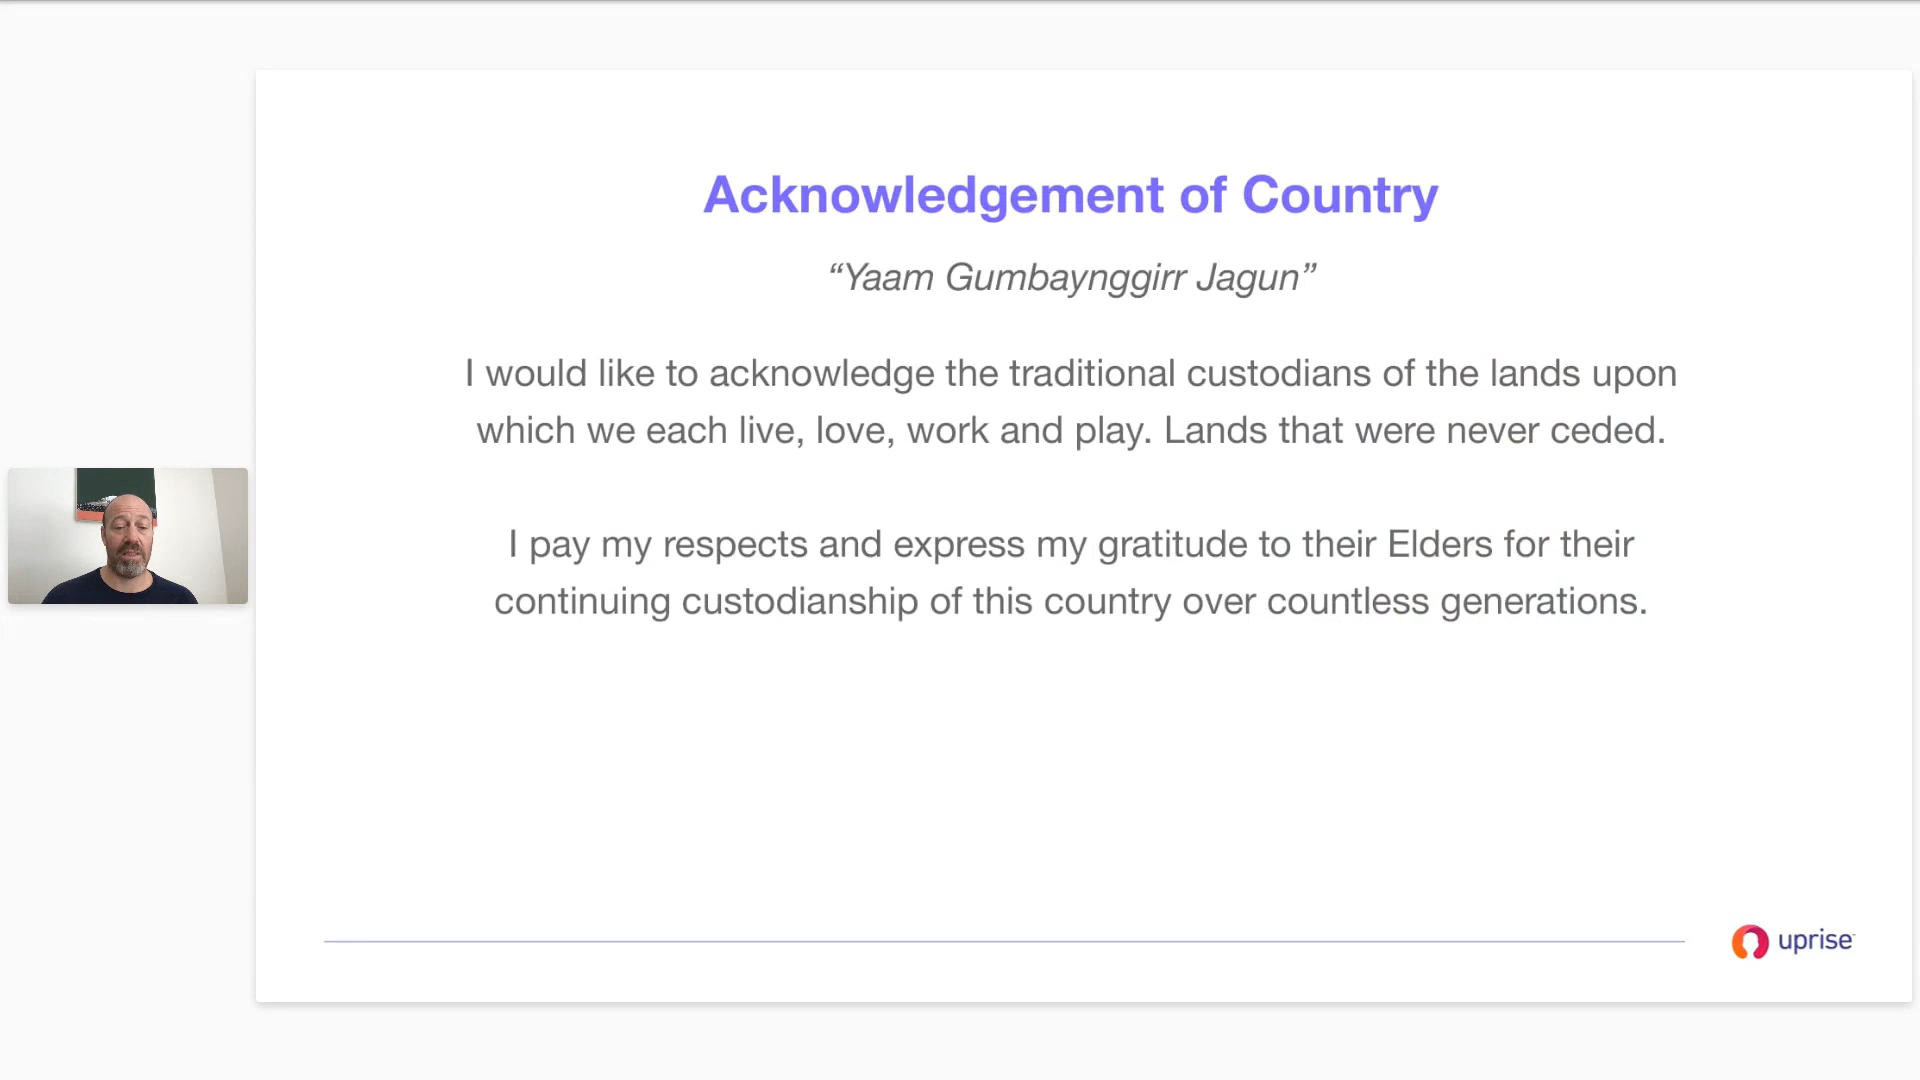 Acknowledgement of Country
“Yaam Gumbaynggirr Jagun”
I would like to acknowledge the traditional custodians of the lands upon
which we each live, love, work and play. Lands that were never ceded.
I pay my respects and express my gratitude to their Elders for their
continuing custodianship of this country over countless generations.
uprise